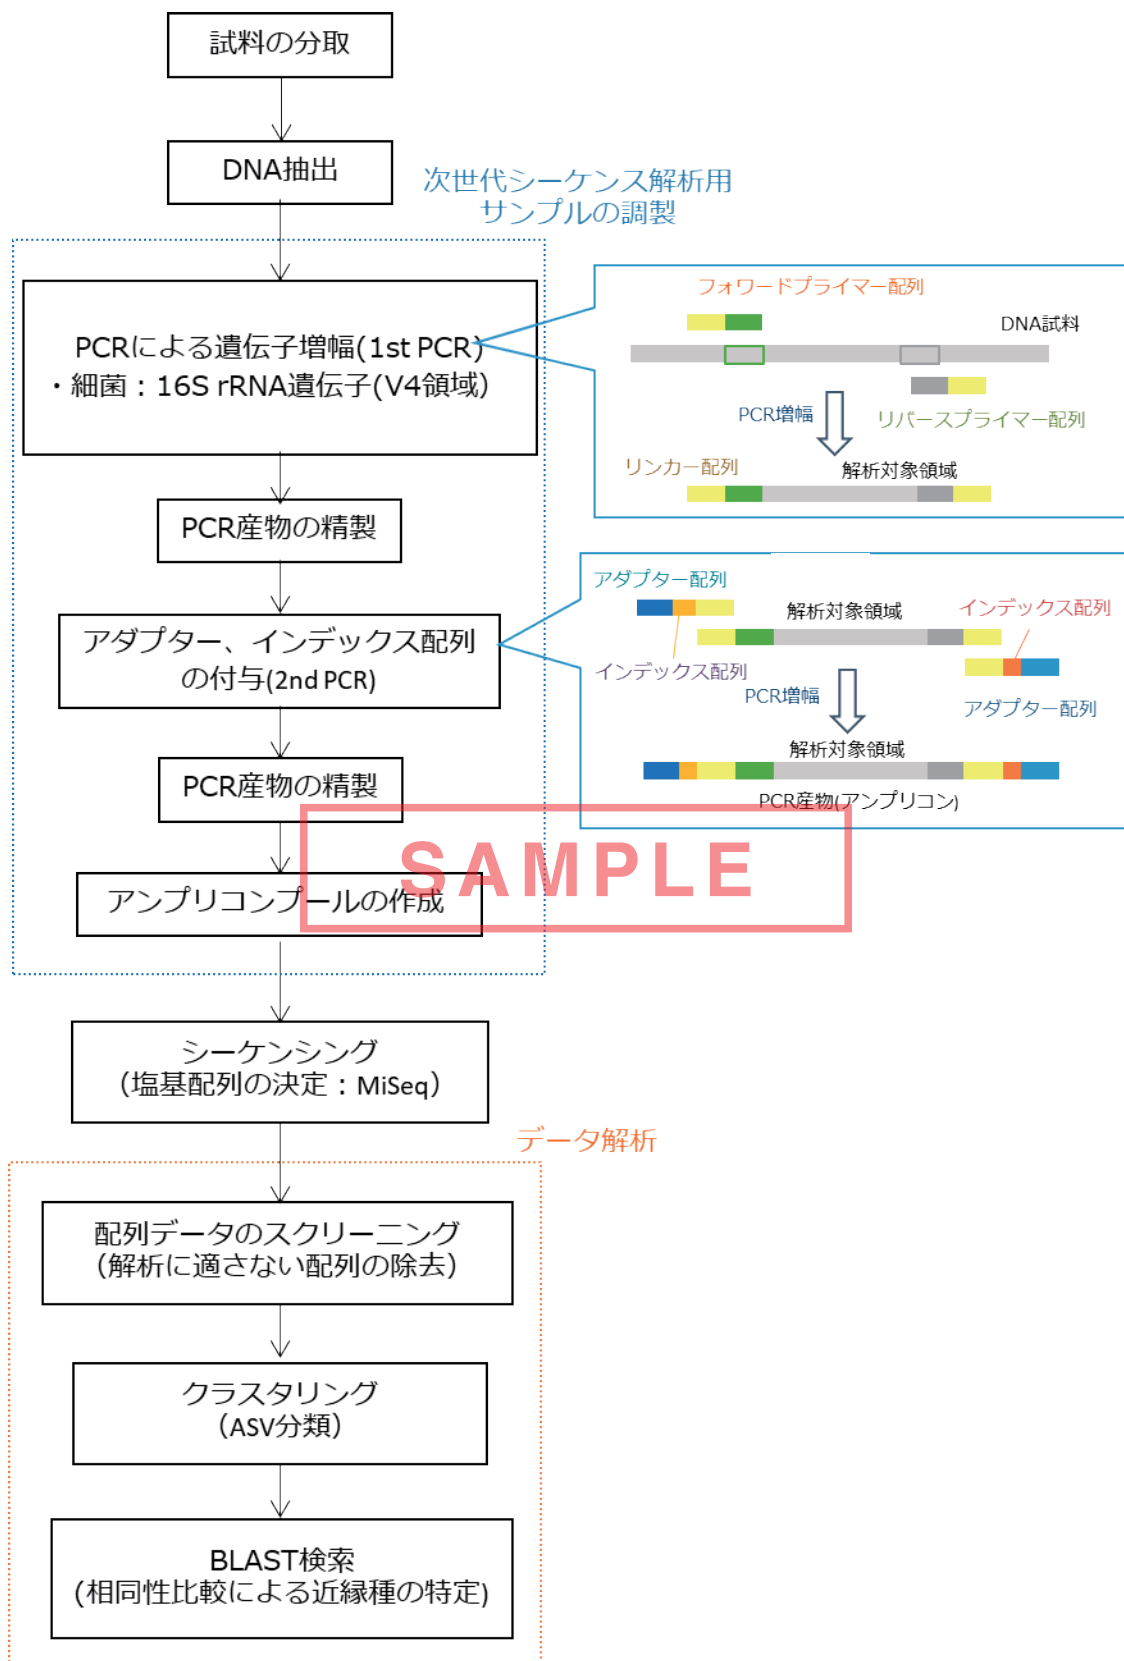 試料の分取
DNA抽出
次世代シーケンス解析用
サンプルの調製
PCRによる遺伝子増幅(1st PCR)
・細菌：16S rRNA遺伝子(V4領域)
フォワードプライマー配列
DNA試料
PCR増幅
リバースプライマー配列
リンカー配列
解析対象領域
PCR産物の精製
アダプター、インデックス配列
の付与(2nd PCR)
アダプター配列
解析対象領域
インデックス配列
インデックス配列
PCR増幅
アダプター配列
解析対象領域
PCR産物(アンプリコン)
PCR産物の精製
SAMPLE
アンプリコンプールの作成
シーケンシング
（塩基配列の決定：MiSeq）
データ解析
配列データのスクリーニング
（解析に適さない配列の除去）
クラスタリング
（ASV分類）
BLAST検索
(相同性比較による近縁種の特定)